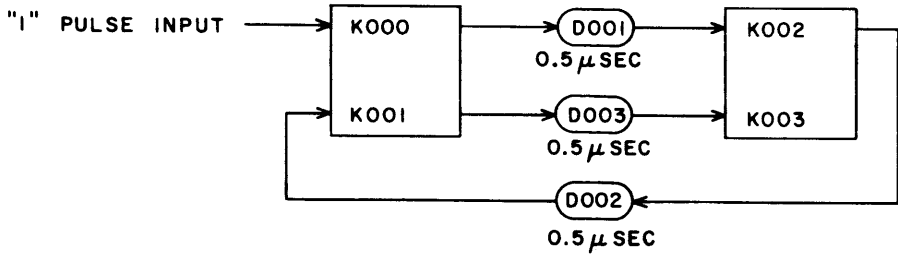 "1" PULSE INPUT
K000
D001
K002
0.5 μ SEC
K001
D003
K003
0.5 μ SEC
D002
0.5 μ SEC